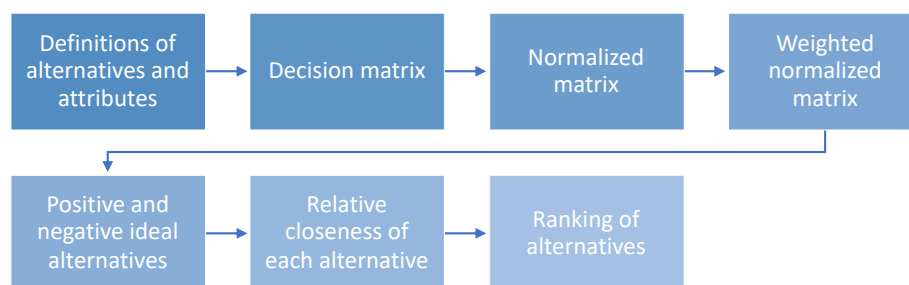 Definitions of
alternatives and
attributes
Decision matrix
Normalized
matrix
Weighted
normalized
matrix
Positive and
negative ideal
alternatives
Relative
closeness of
each alternative
Ranking of
alternatives